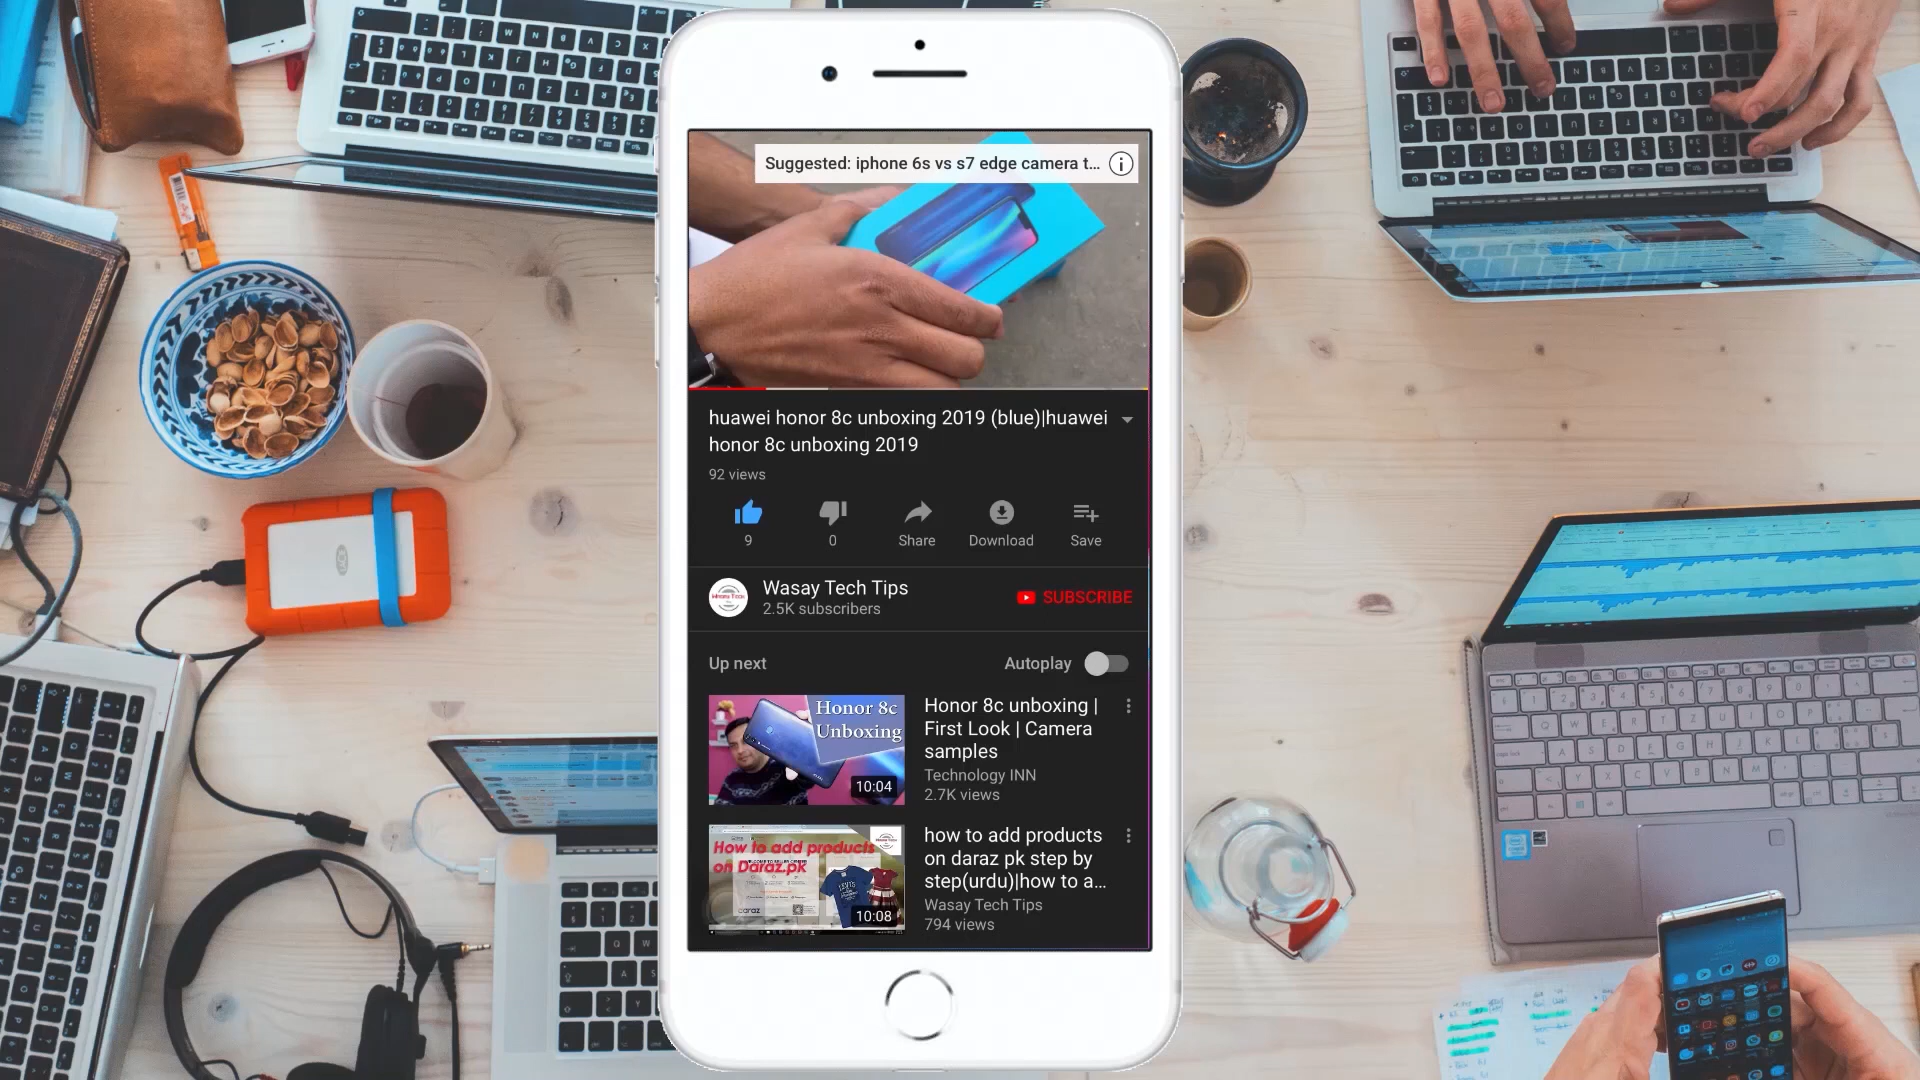 Suggested: iphone 6s vs s7 edge camera t...
huawei honor 8c unboxing 2019 (blue)|huawei
honor 8c unboxing 2019
92 views
9
0
Share
Download
Save
Wasay Tech Tips
2.5K subscribers
SUBSCRIBE
Up next
Autoplay
Honor 8c
Unboxing
10:04
Honor 8c unboxing |
First Look | Camera
samples
Technology INN
2.7K views
How to add products
on Daraz.pk
10:08
how to add products
on daraz pk step by
step(urdu)|how to a...
Wasay Tech Tips
794 views